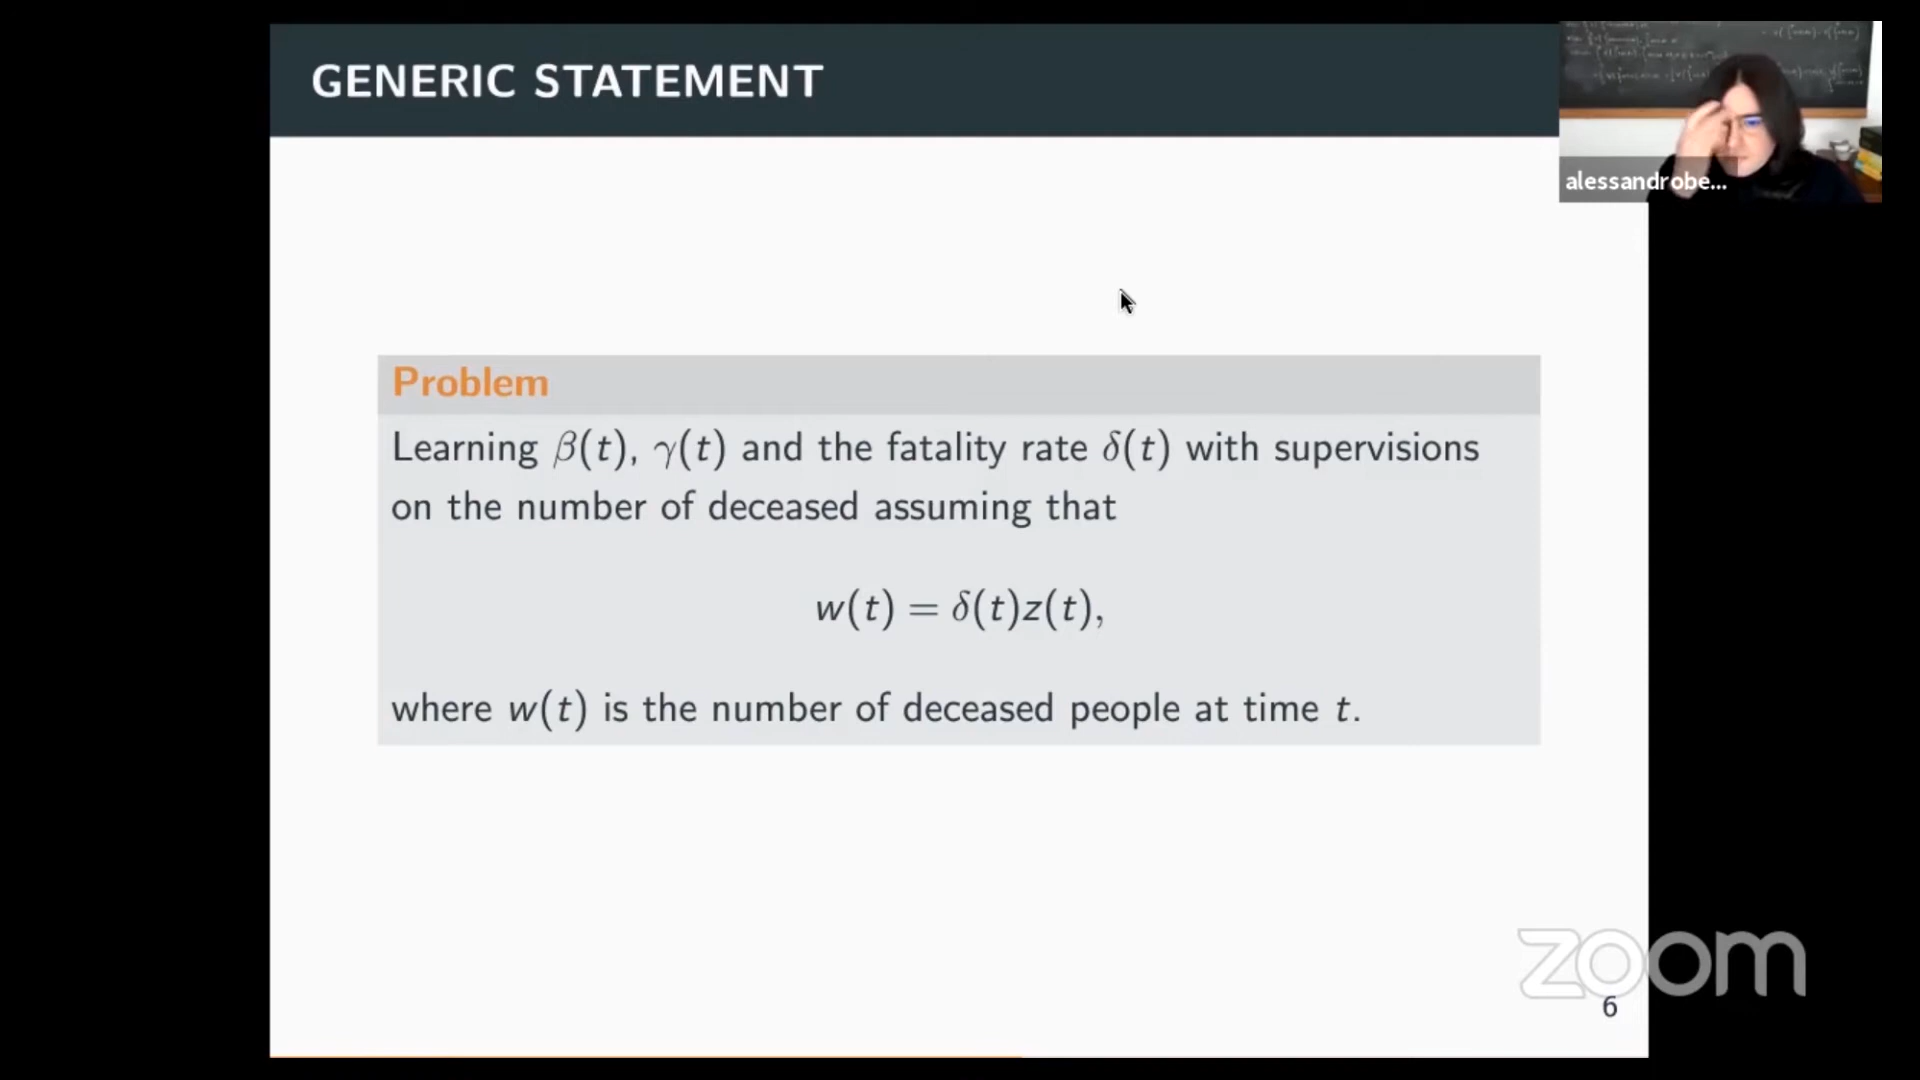 GENERIC STATEMENT
alessandrobe...
Problem
Learning β(t), γ(t) and the fatality rate δ(t) with supervisions
on the number of deceased assuming that
w(t) = δ(t)z(t),
where w(t) is the number of deceased people at time t.
zoom
6